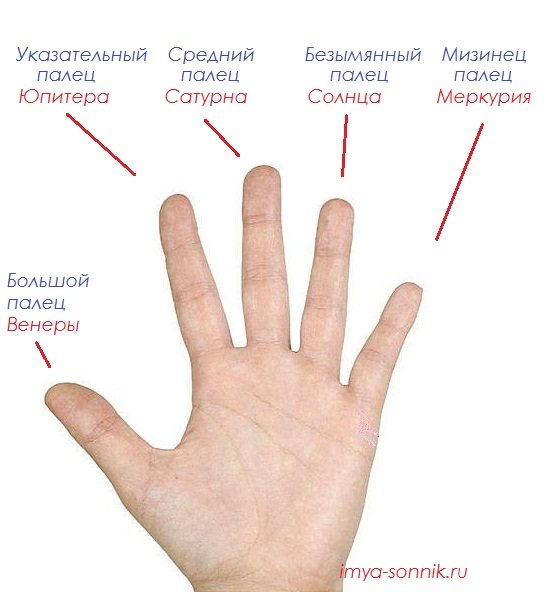 Указательный
палец
Юпитера
Средний
палец
Сатурна
Безымянный
палец
Солнца
Мизинец
палец
Меркурия
Большой
палец
Венеры
imya-sonnik.ru